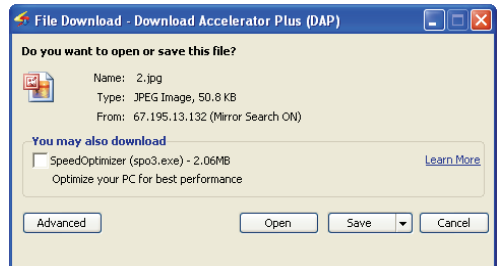 File Download - Download Accelerator Plus (DAP)
Do you want to open or save this file?
Name: 2.jpg
Type: JPEG Image, 50.8 KB
From: 67.195.13.132 (Mirror Search ON)
You may also download
SpeedOptimizer (spo3.exe) - 2.06MB Learn More
Optimize your PC for best performance
Advanced Open Save Cancel